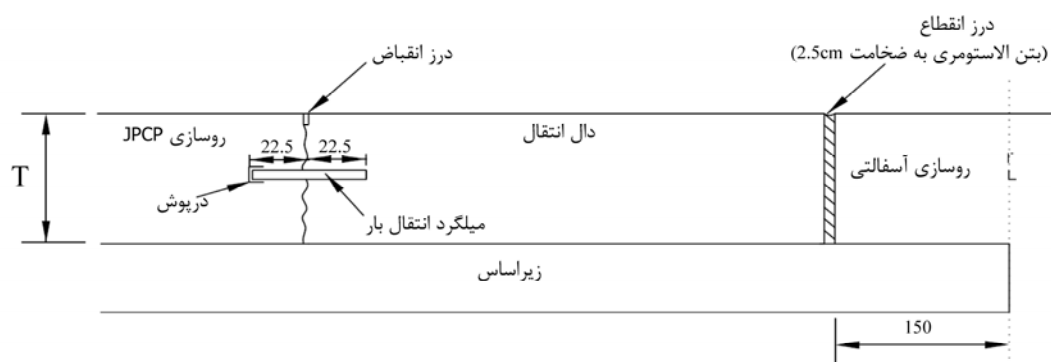 درز انقطاع
(بتن الاستومری به ضخامت 2.5cm)
درز انقباض
روسازی JPCP
دال انتقال
22.5
22.5
روسازی آسفالتی
T
درپوش
میلگرد انتقال بار
زیراساس
150